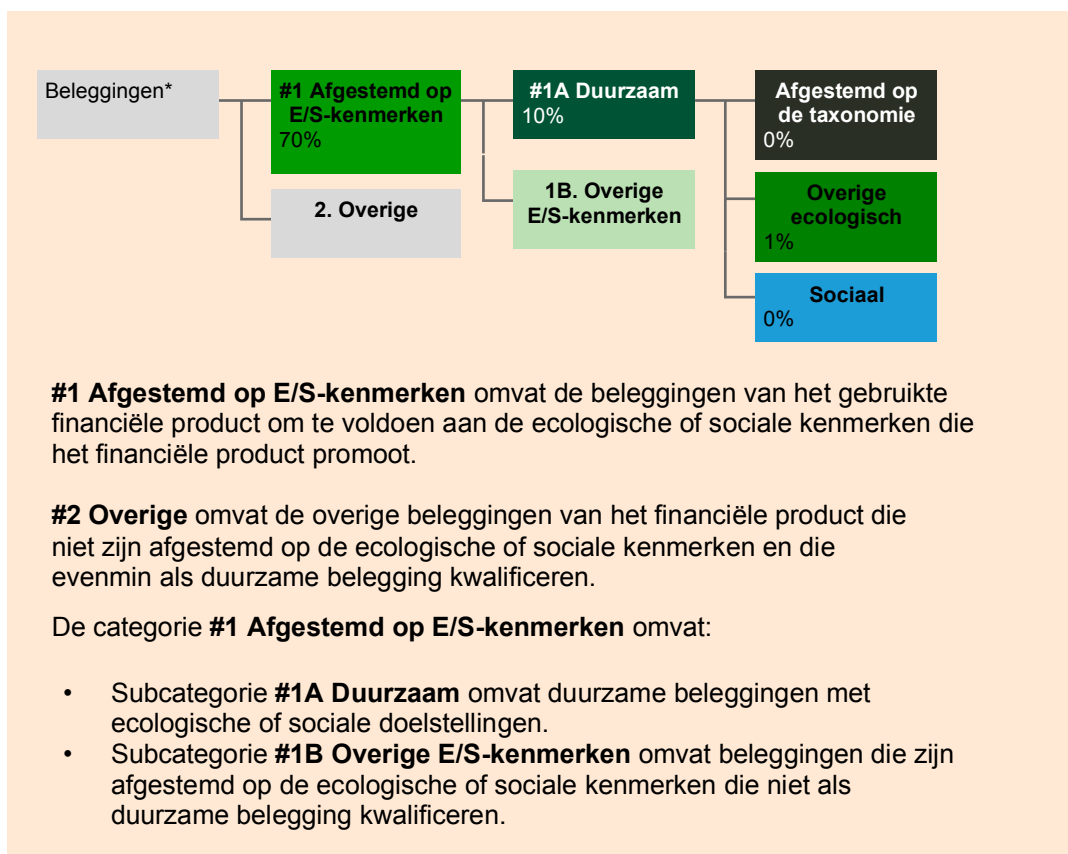 Beleggingen*
#1 Afgestemd op
E/S-kenmerken
70%
2. Overige
#1A Duurzaam
10%
1B. Overige
E/S-kenmerken
Afgestemd op
de taxonomie
0%
Overige
ecologisch
1%
Sociaal
0%
#1 Afgestemd op E/S-kenmerken omvat de beleggingen van het gebruikte
financiële product om te voldoen aan de ecologische of sociale kenmerken die
het financiële product promoot.
#2 Overige omvat de overige beleggingen van het financiële product die
niet zijn afgestemd op de ecologische of sociale kenmerken en die
evenmin als duurzame belegging kwalificeren.
De categorie #1 Afgestemd op E/S-kenmerken omvat:
• Subcategorie #1A Duurzaam omvat duurzame beleggingen met
ecologische of sociale doelstellingen.
• Subcategorie #1B Overige E/S-kenmerken omvat beleggingen die zijn
afgestemd op de ecologische of sociale kenmerken die niet als
duurzame belegging kwalificeren.